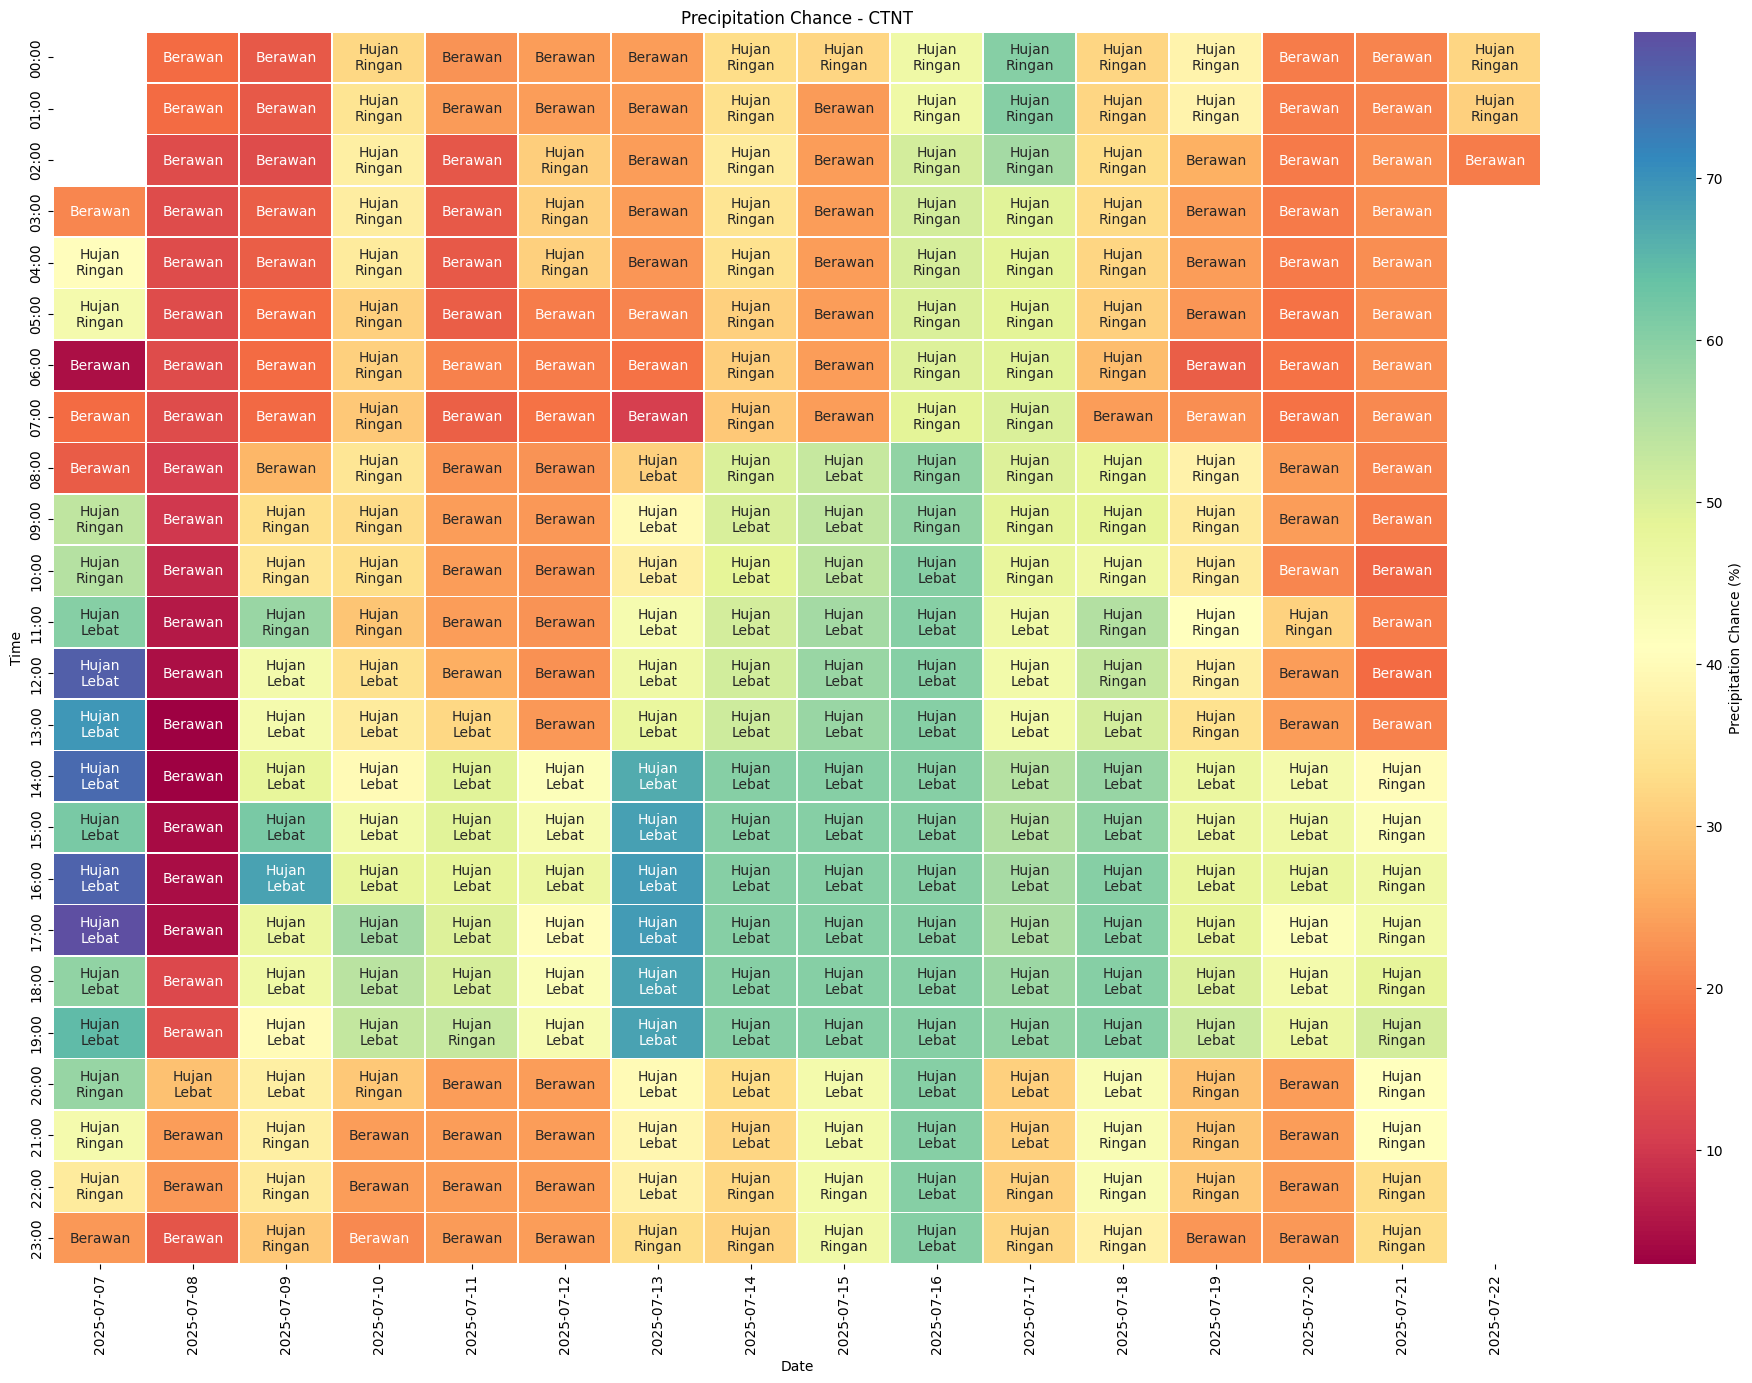 Precipitation Chance - CTNT
00:00 Berawan Berawan Hujan Ringan Berawan Berawan Berawan Hujan Ringan Hujan Ringan Hujan Ringan Hujan Ringan Hujan Ringan Hujan Ringan Berawan Berawan Hujan Ringan
01:00 Berawan Berawan Hujan Ringan Berawan Berawan Berawan Hujan Ringan Berawan Hujan Ringan Hujan Ringan Hujan Ringan Hujan Ringan Berawan Berawan Hujan Ringan
02:00 Berawan Berawan Hujan Ringan Berawan Hujan Ringan Berawan Hujan Ringan Berawan Hujan Ringan Hujan Ringan Hujan Ringan Berawan Berawan Berawan Berawan
03:00 Berawan Berawan Berawan Hujan Ringan Berawan Hujan Ringan Berawan Hujan Ringan Berawan Hujan Ringan Hujan Ringan Hujan Ringan Berawan Berawan Berawan
04:00 Hujan Ringan Berawan Berawan Hujan Ringan Berawan Hujan Ringan Berawan Hujan Ringan Berawan Hujan Ringan Hujan Ringan Hujan Ringan Berawan Berawan Berawan
05:00 Hujan Ringan Berawan Berawan Hujan Ringan Berawan Berawan Berawan Hujan Ringan Berawan Hujan Ringan Hujan Ringan Hujan Ringan Berawan Berawan Berawan
06:00 Berawan Berawan Berawan Hujan Ringan Berawan Berawan Berawan Hujan Ringan Berawan Hujan Ringan Hujan Ringan Hujan Ringan Berawan Berawan Berawan
07:00 Berawan Berawan Berawan Hujan Ringan Berawan Berawan Berawan Hujan Ringan Berawan Hujan Ringan Hujan Ringan Berawan Berawan Berawan Berawan
08:00 Berawan Berawan Berawan Hujan Ringan Berawan Berawan Hujan Lebat Hujan Ringan Hujan Lebat Hujan Ringan Hujan Ringan Hujan Ringan Hujan Ringan Berawan Berawan
09:00 Hujan Ringan Berawan Hujan Ringan Hujan Ringan Berawan Berawan Hujan Lebat Hujan Lebat Hujan Lebat Hujan Ringan Hujan Ringan Hujan Ringan Hujan Ringan Berawan Berawan
10:00 Hujan Ringan Berawan Hujan Ringan Hujan Ringan Berawan Berawan Hujan Lebat Hujan Lebat Hujan Lebat Hujan Lebat Hujan Ringan Hujan Ringan Hujan Ringan Berawan Berawan
11:00 Hujan Lebat Berawan Hujan Ringan Hujan Ringan Berawan Berawan Hujan Lebat Hujan Lebat Hujan Lebat Hujan Lebat Hujan Lebat Hujan Ringan Hujan Ringan Hujan Ringan Berawan
12:00 Hujan Lebat Berawan Hujan Lebat Hujan Lebat Berawan Berawan Hujan Lebat Hujan Lebat Hujan Lebat Hujan Lebat Hujan Lebat Hujan Ringan Hujan Ringan Berawan Berawan
13:00 Hujan Lebat Berawan Hujan Lebat Hujan Lebat Hujan Lebat Berawan Hujan Lebat Hujan Lebat Hujan Lebat Hujan Lebat Hujan Lebat Hujan Lebat Hujan Ringan Berawan Berawan
14:00 Hujan Lebat Berawan Hujan Lebat Hujan Lebat Hujan Lebat Hujan Lebat Hujan Lebat Hujan Lebat Hujan Lebat Hujan Lebat Hujan Lebat Hujan Lebat Hujan Lebat Hujan Lebat Hujan Ringan
15:00 Hujan Lebat Berawan Hujan Lebat Hujan Lebat Hujan Lebat Hujan Lebat Hujan Lebat Hujan Lebat Hujan Lebat Hujan Lebat Hujan Lebat Hujan Lebat Hujan Lebat Hujan Lebat Hujan Ringan
16:00 Hujan Lebat Berawan Hujan Lebat Hujan Lebat Hujan Lebat Hujan Lebat Hujan Lebat Hujan Lebat Hujan Lebat Hujan Lebat Hujan Lebat Hujan Lebat Hujan Lebat Hujan Lebat Hujan Ringan
17:00 Hujan Lebat Berawan Hujan Lebat Hujan Lebat Hujan Lebat Hujan Lebat Hujan Lebat Hujan Lebat Hujan Lebat Hujan Lebat Hujan Lebat Hujan Lebat Hujan Lebat Hujan Lebat Hujan Ringan
18:00 Hujan Lebat Berawan Hujan Lebat Hujan Lebat Hujan Lebat Hujan Lebat Hujan Lebat Hujan Lebat Hujan Lebat Hujan Lebat Hujan Lebat Hujan Lebat Hujan Lebat Hujan Lebat Hujan Ringan
19:00 Hujan Lebat Berawan Hujan Lebat Hujan Lebat Hujan Ringan Hujan Lebat Hujan Lebat Hujan Lebat Hujan Lebat Hujan Lebat Hujan Lebat Hujan Lebat Hujan Lebat Hujan Lebat Hujan Ringan
20:00 Hujan Ringan Hujan Lebat Hujan Lebat Hujan Ringan Berawan Berawan Hujan Lebat Hujan Lebat Hujan Lebat Hujan Lebat Hujan Lebat Hujan Lebat Hujan Ringan Berawan Hujan Ringan
21:00 Hujan Ringan Berawan Hujan Ringan Berawan Berawan Berawan Hujan Lebat Hujan Lebat Hujan Lebat Hujan Lebat Hujan Lebat Hujan Ringan Hujan Ringan Berawan Hujan Ringan
22:00 Hujan Ringan Berawan Hujan Ringan Berawan Berawan Berawan Hujan Lebat Hujan Ringan Hujan Ringan Hujan Lebat Hujan Ringan Hujan Ringan Hujan Ringan Berawan Hujan Ringan
23:00 Berawan Berawan Hujan Ringan Berawan Berawan Berawan Hujan Ringan Hujan Ringan Hujan Ringan Hujan Lebat Hujan Ringan Hujan Ringan Berawan Berawan Hujan Ringan
Time
2025-07-07 2025-07-08 2025-07-09 2025-07-10 2025-07-11 2025-07-12 2025-07-13 2025-07-14 2025-07-15 2025-07-16 2025-07-17 2025-07-18 2025-07-19 2025-07-20 2025-07-21 2025-07-22
Date
70
60
50
40
30
20
10
Precipitation Chance (%)